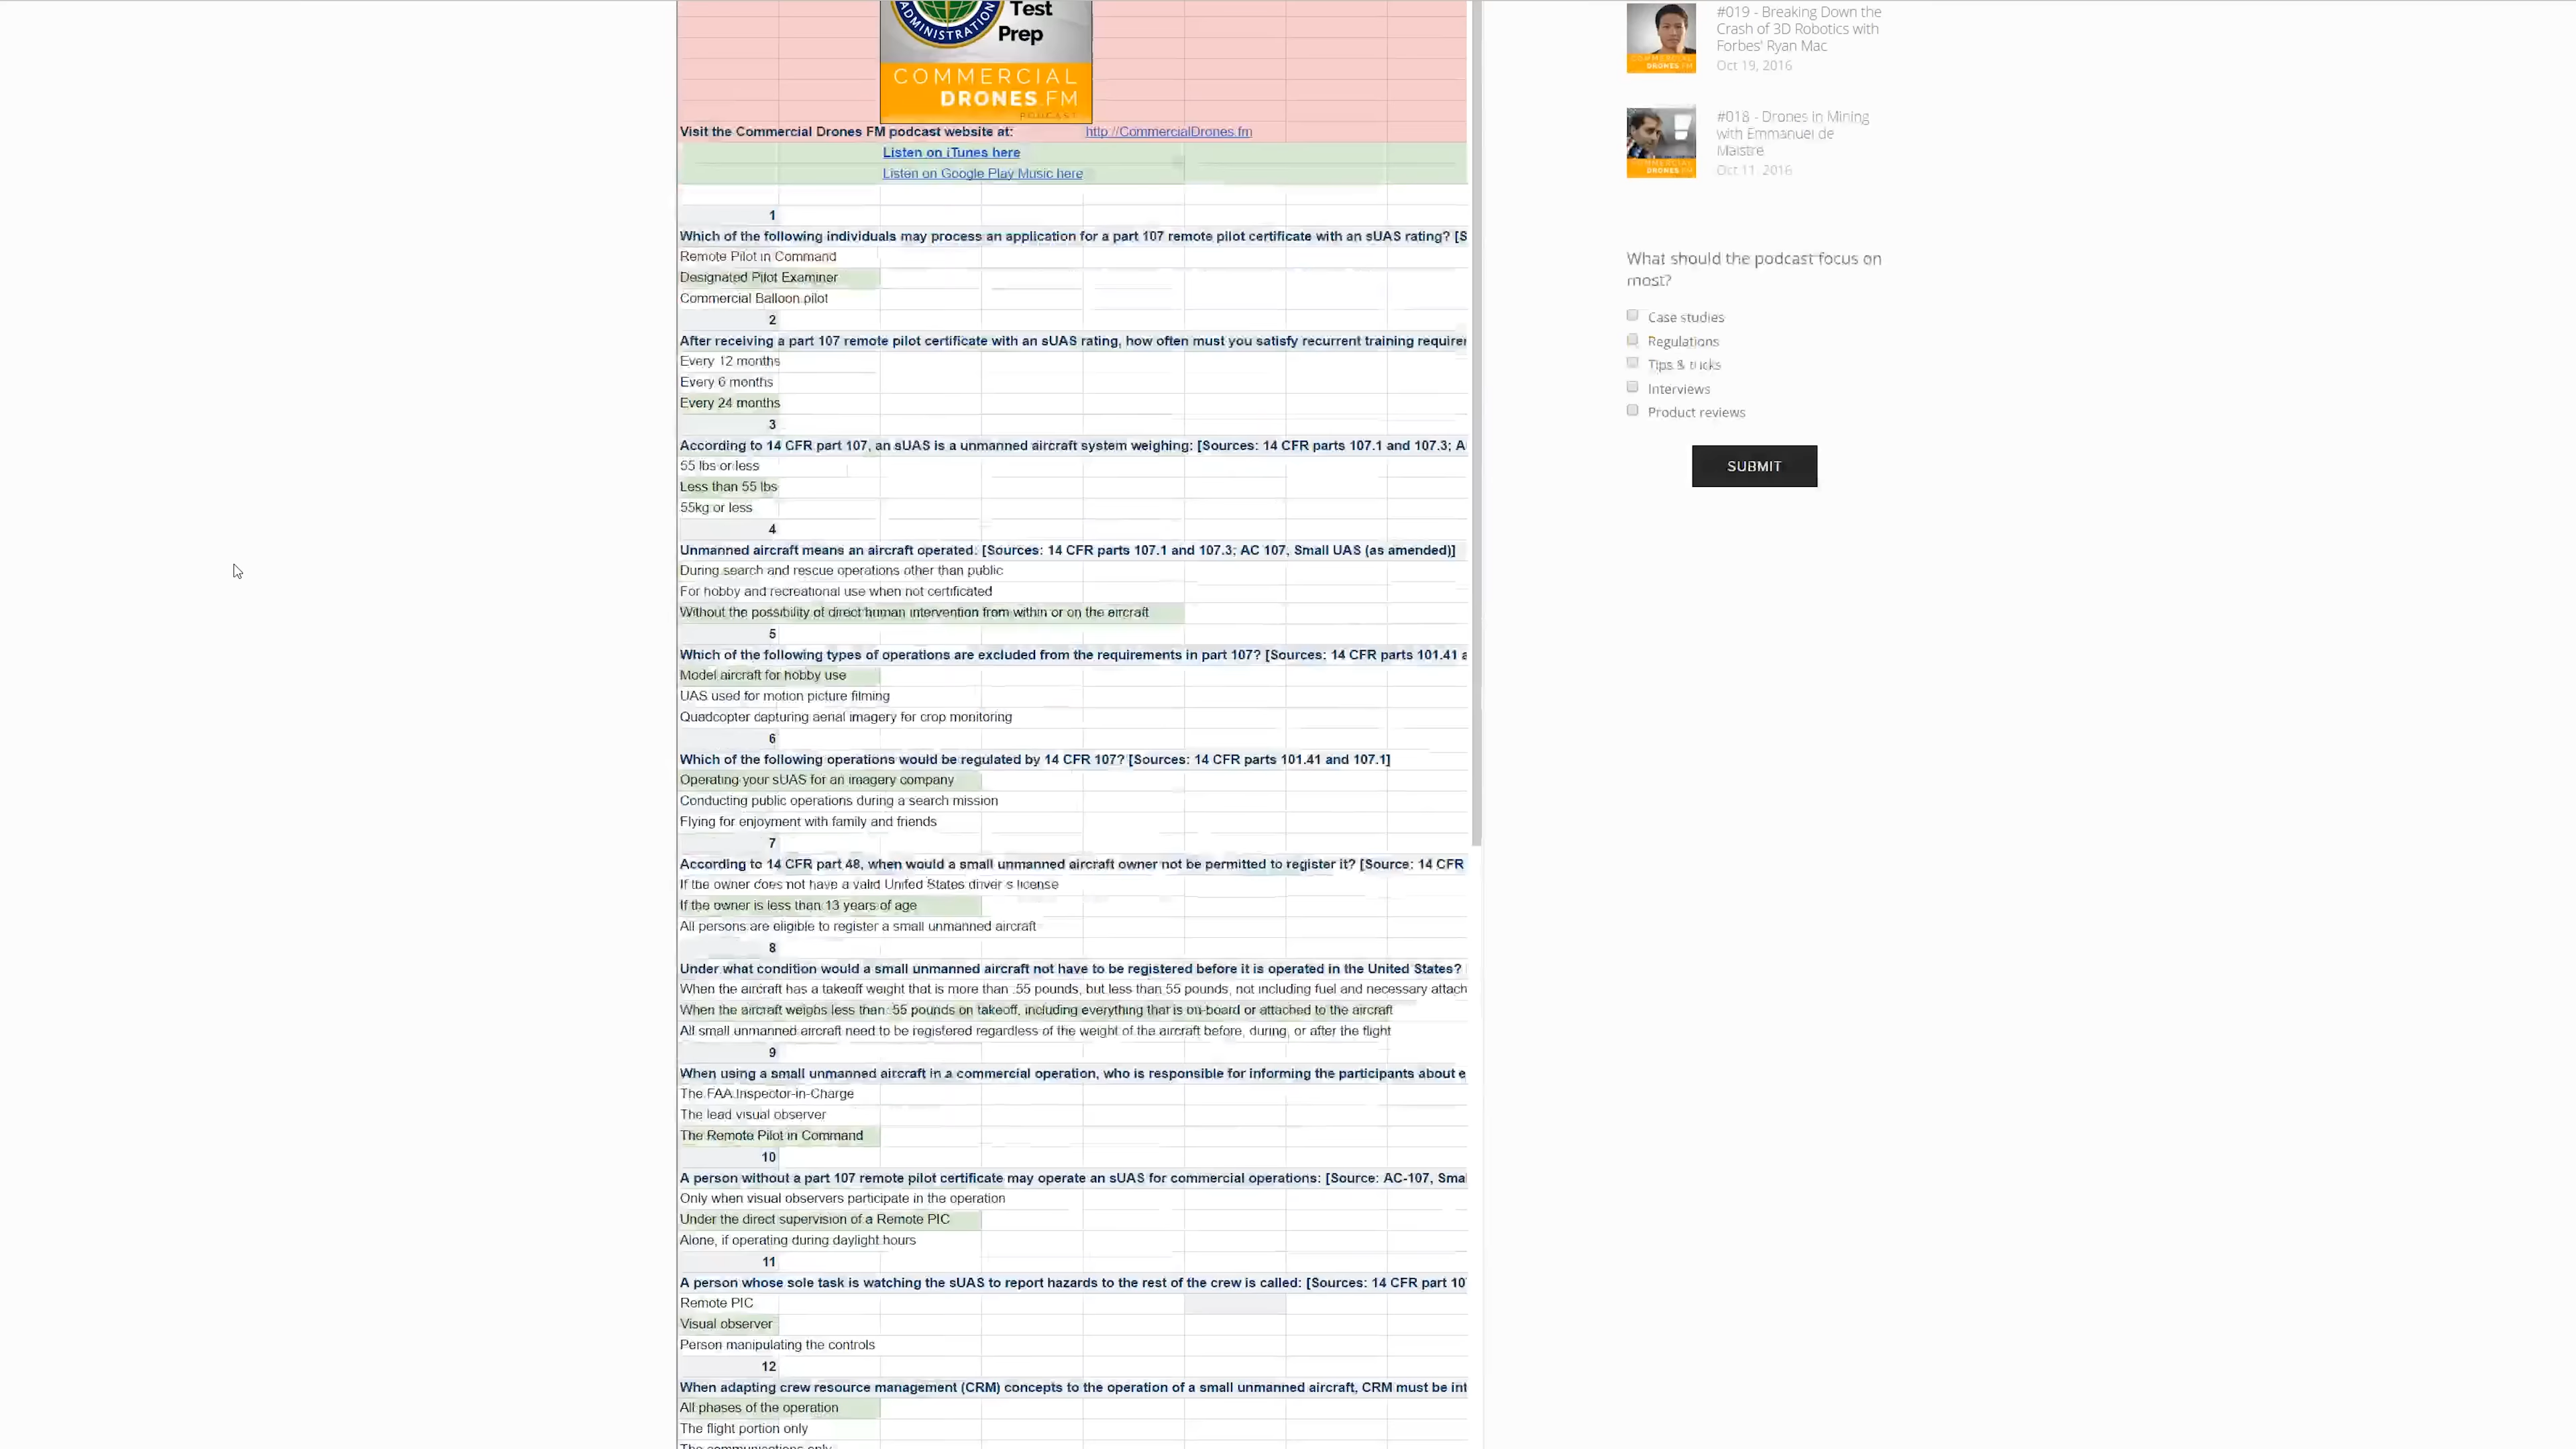 ADMINISTRATION
Test
Prep
COMMERCIAL
DRONES.FM
PODCAST
Visit the Commercial Drones FM podcast website at: http://CommercialDrones.fm
Listen on iTunes here
Listen on Google Play Music here
1
Which of the following individuals may process an application for a part 107 remote pilot certificate with an sUAS rating? [S
Remote Pilot in Command
Designated Pilot Examiner
Commercial Balloon pilot
2
After receiving a part 107 remote pilot certificate with an sUAS rating, how often must you satisfy recurrent training requirer
Every 12 months
Every 6 months
Every 24 months
3
According to 14 CFR part 107, an sUAS is a unmanned aircraft system weighing: [Sources: 14 CFR parts 107.1 and 107.3; A
55 lbs or less
Less than 55 lbs
55kg or less
4
Unmanned aircraft means an aircraft operated: [Sources: 14 CFR parts 107.1 and 107.3; AC 107, Small UAS (as amended)]
During search and rescue operations other than public
For hobby and recreational use when not certificated
Without the possibility of direct human intervention from within or on the aircraft
5
Which of the following types of operations are excluded from the requirements in part 107? [Sources: 14 CFR parts 101.41 a
Model aircraft for hobby use
UAS used for motion picture filming
Quadcopter capturing aerial imagery for crop monitoring
6
Which of the following operations would be regulated by 14 CFR 107? [Sources: 14 CFR parts 101.41 and 107.1]
Operating your sUAS for an imagery company
Conducting public operations during a search mission
Flying for enjoyment with family and friends
7
According to 14 CFR part 48, when would a small unmanned aircraft owner not be permitted to register it? [Source: 14 CFR
If the owner does not have a valid United States driver's license
If the owner is less than 13 years of age
All persons are eligible to register a small unmanned aircraft
8
Under what condition would a small unmanned aircraft not have to be registered before it is operated in the United States?
When the aircraft has a takeoff weight that is more than .55 pounds, but less than 55 pounds, not including fuel and necessary attach
When the aircraft weighs less than .55 pounds on takeoff, including everything that is on-board or attached to the aircraft
All small unmanned aircraft need to be registered regardless of the weight of the aircraft before, during, or after the flight
9
When using a small unmanned aircraft in a commercial operation, who is responsible for informing the participants about e
The FAA Inspector-in-Charge
The lead visual observer
The Remote Pilot in Command
10
A person without a part 107 remote pilot certificate may operate an sUAS for commercial operations: [Source: AC-107, Smal
Only when visual observers participate in the operation
Under the direct supervision of a Remote PIC
Alone, if operating during daylight hours
11
A person whose sole task is watching the sUAS to report hazards to the rest of the crew is called: [Sources: 14 CFR part 10
Remote PIC
Visual observer
Person manipulating the controls
12
When adapting crew resource management (CRM) concepts to the operation of a small unmanned aircraft, CRM must be int
All phases of the operation
The flight portion only
The communications only
#019 - Breaking Down the
Crash of 3D Robotics with
Forbes' Ryan Mac
Oct 19, 2016
#018 - Drones in Mining
with Emmanuel de
Maistre
Oct 11, 2016
What should the podcast focus on
most?
Case studies
Regulations
Tips & tricks
Interviews
Product reviews
SUBMIT